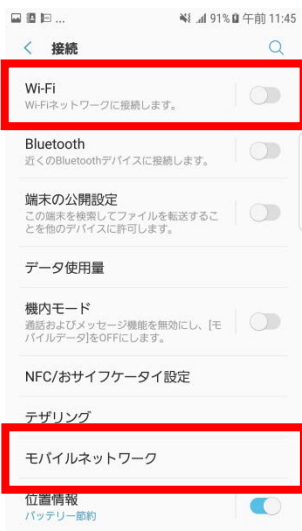 ... 91% 午前 11:45
接続
Wi-Fi
Wi-Fiネットワークに接続します。
Bluetooth
近くのBluetoothデバイスに接続します。
端末の公開設定
この端末を検索してファイルを転送するこ
とを他のデバイスに許可します。
データ使用量
機内モード
通話およびメッセージ機能を無効にし、[モ
バイルデータ]をOFFにします。
NFC/おサイフケータイ設定
テザリング
モバイルネットワーク
位置情報
バッテリー節約